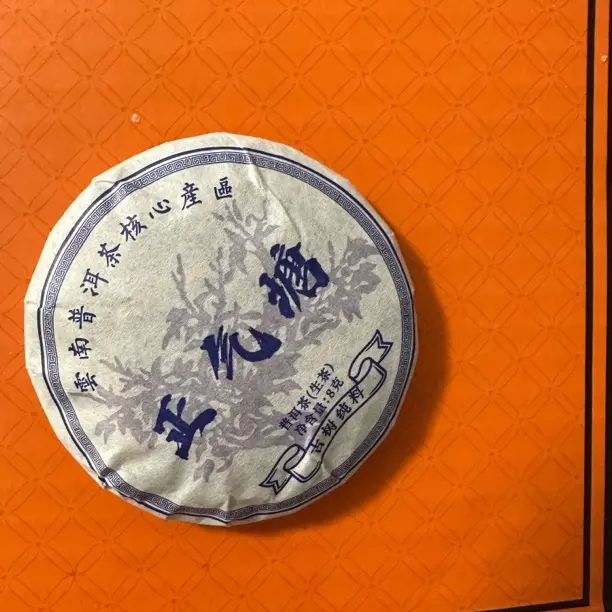 雲南普洱茶核心産區
正气塘
普洱茶(生茶)
净含量:8克
古树纯料